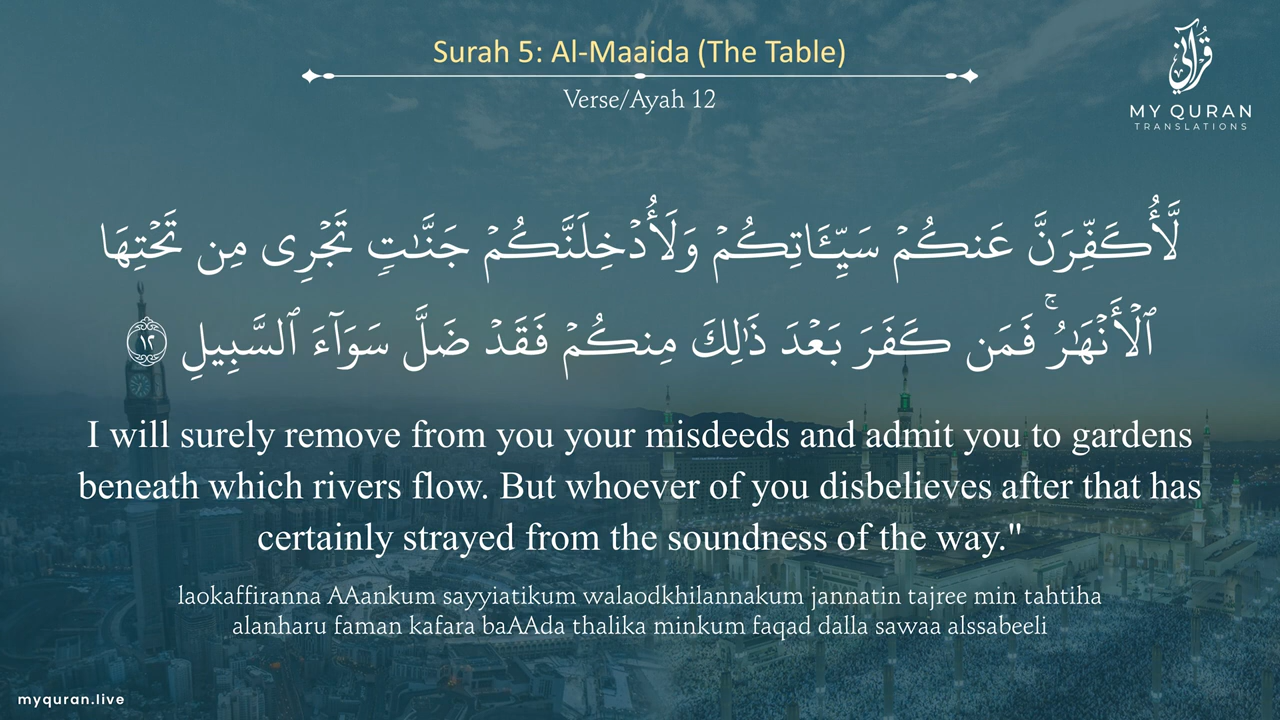 Surah 5: Al-Maaida (The Table)
Verse/Ayah 12
قرآني
MY QURAN
TRANSLATIONS
لَّأُكَفِّرَنَّ عَنكُمْ سَيِّـَٔاتِكُمْ وَلَأُدْخِلَنَّكُمْ جَنَّـٰتٍ تَجْرِى مِن تَحْتِهَا
ٱلْأَنْهَـٰرُ ۚ فَمَن كَفَرَ بَعْدَ ذَٰلِكَ مِنكُمْ فَقَدْ ضَلَّ سَوَآءَ ٱلسَّبِيلِ ١٢
I will surely remove from you your misdeeds and admit you to gardens
beneath which rivers flow. But whoever of you disbelieves after that has
certainly strayed from the soundness of the way."
laokaffiranna AAankum sayyiatikum walaodkhilannakum jannatin tajree min tahtiha
alanharu faman kafara baAAda thalika minkum faqad dalla sawaa alssabeeli
myquran.live